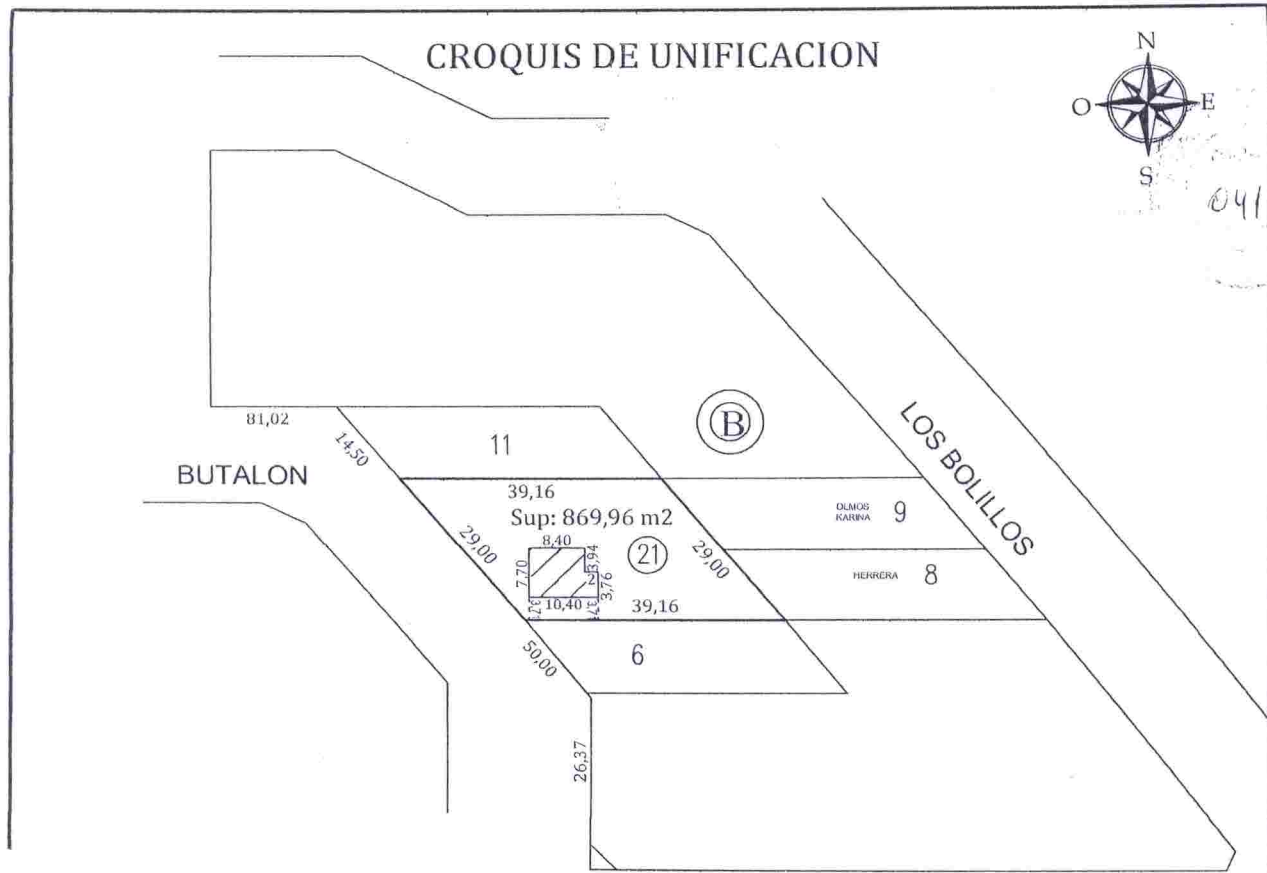 CROQUIS DE UNIFICACION
N
O
E
S
041
81,02
14,50
11
B
LOS BOLILLOS
BUTALON
39,16
Sup: 869,96 m2
OLMOS
KARINA
9
29,00
8,40
3,94
21
29,00
7,70
2
3,76
HERRERA
8
10,40
39,16
50,00
6
26,37